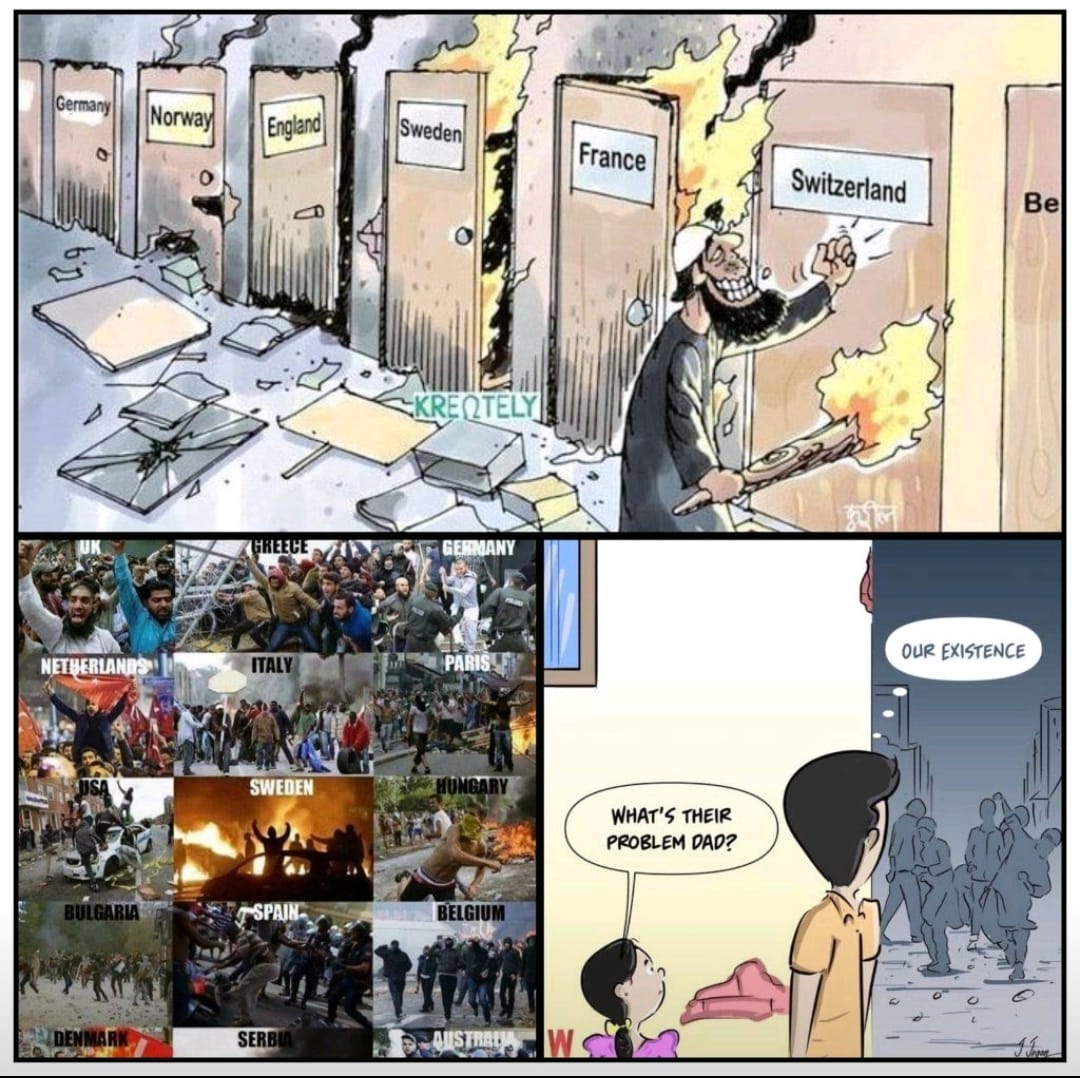 Germany
Norway
England
Sweden
France
Switzerland
Be
KREOTELY
UK
GREECE
GERMANY
NETHERLANDS
ITALY
PARIS
USA
SWEDEN
HUNGARY
BULGARIA
SPAIN
BELGIUM
DENMARK
SERBIA
AUSTRALIA
OUR EXISTENCE
WHAT'S THEIR
PROBLEM DAD?
W